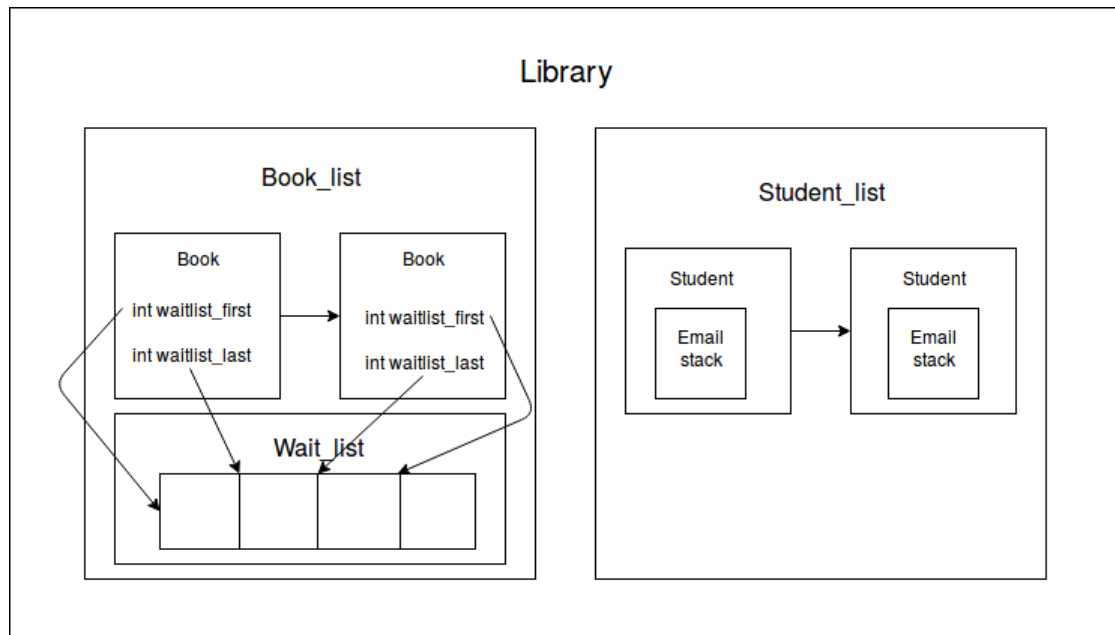 Library
Book_list
Book
int waitlist_first
int waitlist_last
Book
int waitlist_first
int waitlist_last
Wait_list
Student_list
Student
Email
stack
Student
Email
stack